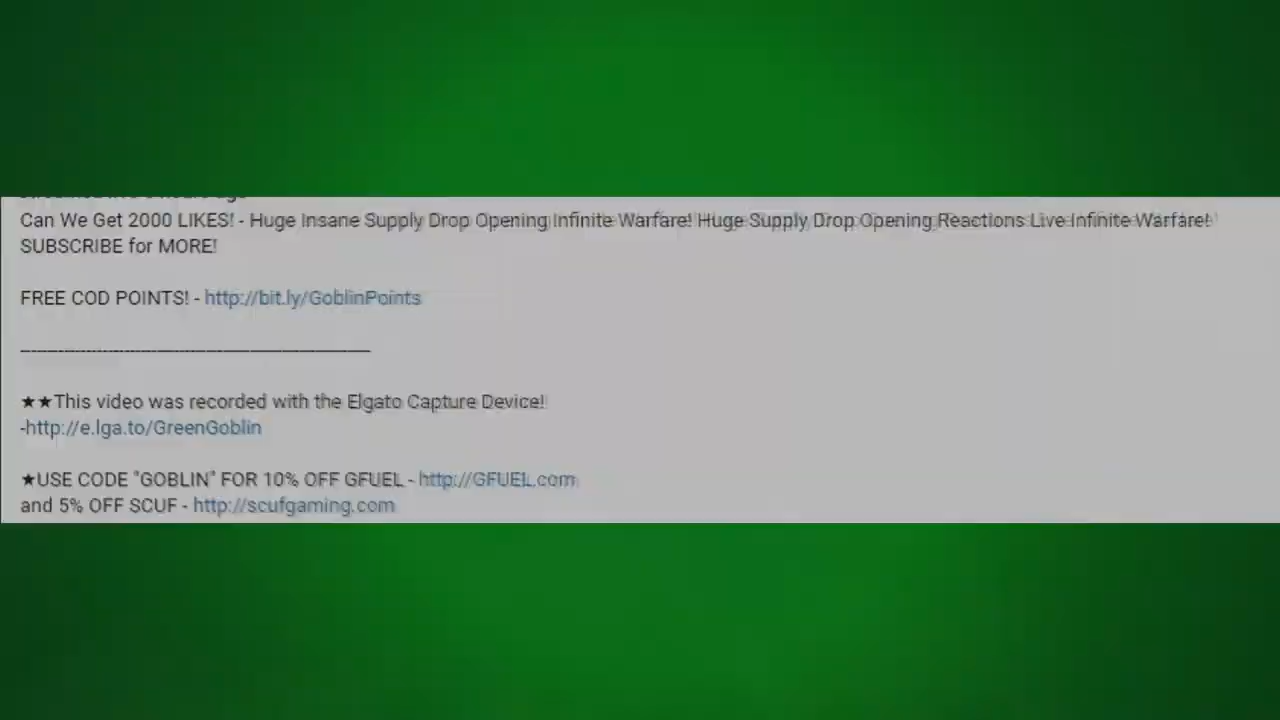 Can We Get 2000 LIKES! - Huge Insane Supply Drop Opening Infinite Warfare! Huge Supply Drop Opening Reactions Live Infinite Warfare!
SUBSCRIBE for MORE!
FREE COD POINTS! - http://bit.ly/GoblinPoints
★★This video was recorded with the Elgato Capture Device!
-http://e.lga.to/GreenGoblin
★USE CODE "GOBLIN" FOR 10% OFF GFUEL - http://GFUEL.com
and 5% OFF SCUF - http://scufgaming.com